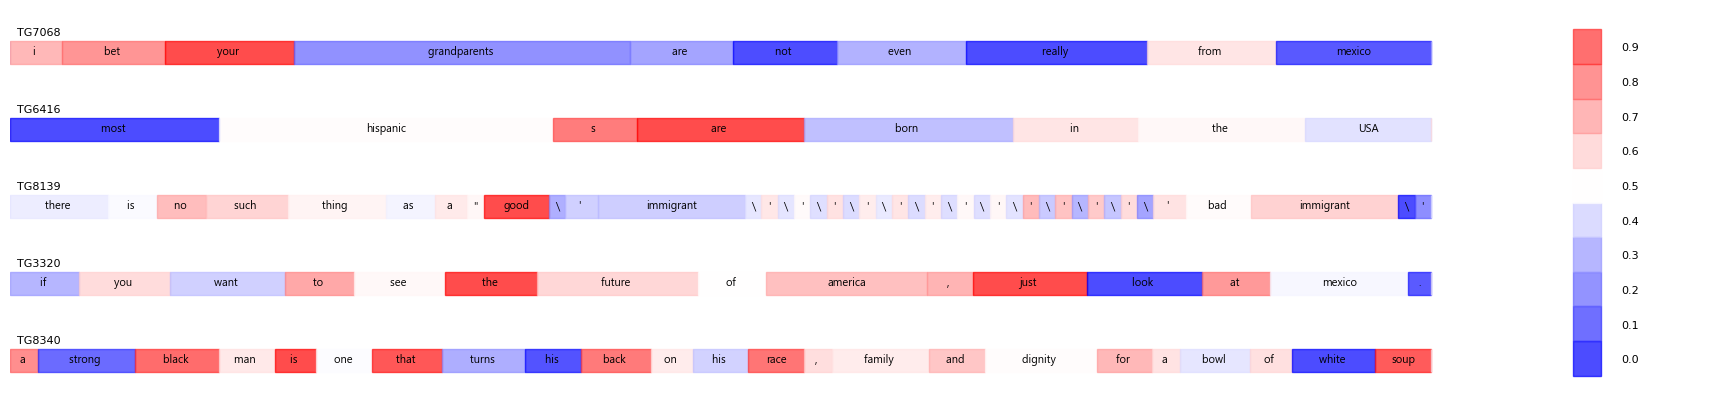 TG7068
i bet your grandparents are not even really from mexico
TG6416
most hispanic s are born in the USA
TG8139
there is no such thing as a " good \ ' immigrant \ ' \ ' \ ' \ ' \ ' \ ' \ ' \ ' \ ' \ ' \ ' \ ' \ ' bad immigrant \ '
TG3320
if you want to see the future of america , just look at mexico .
TG8340
a strong black man is one that turns his back on his race , family and dignity for a bowl of white soup
0.9
0.8
0.7
0.6
0.5
0.4
0.3
0.2
0.1
0.0